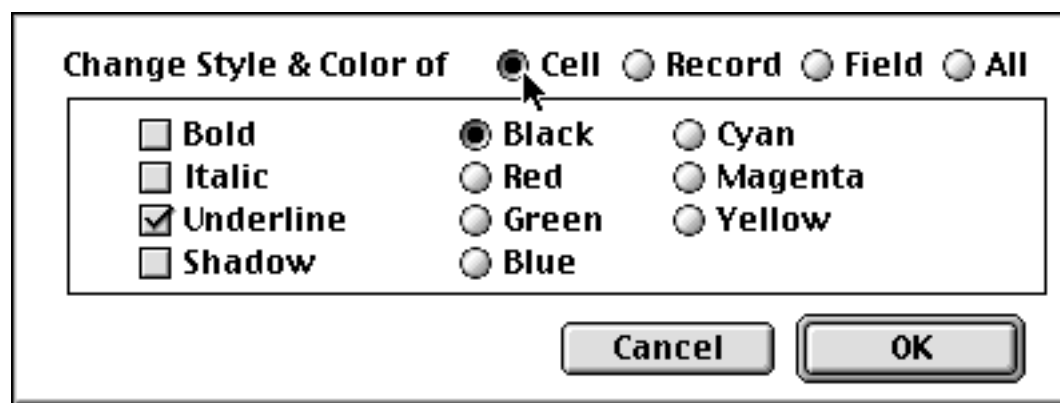 Change Style & Color of Cell Record Field All
Bold Black Cyan
Italic Red Magenta
Underline Green Yellow
Shadow Blue
Cancel OK